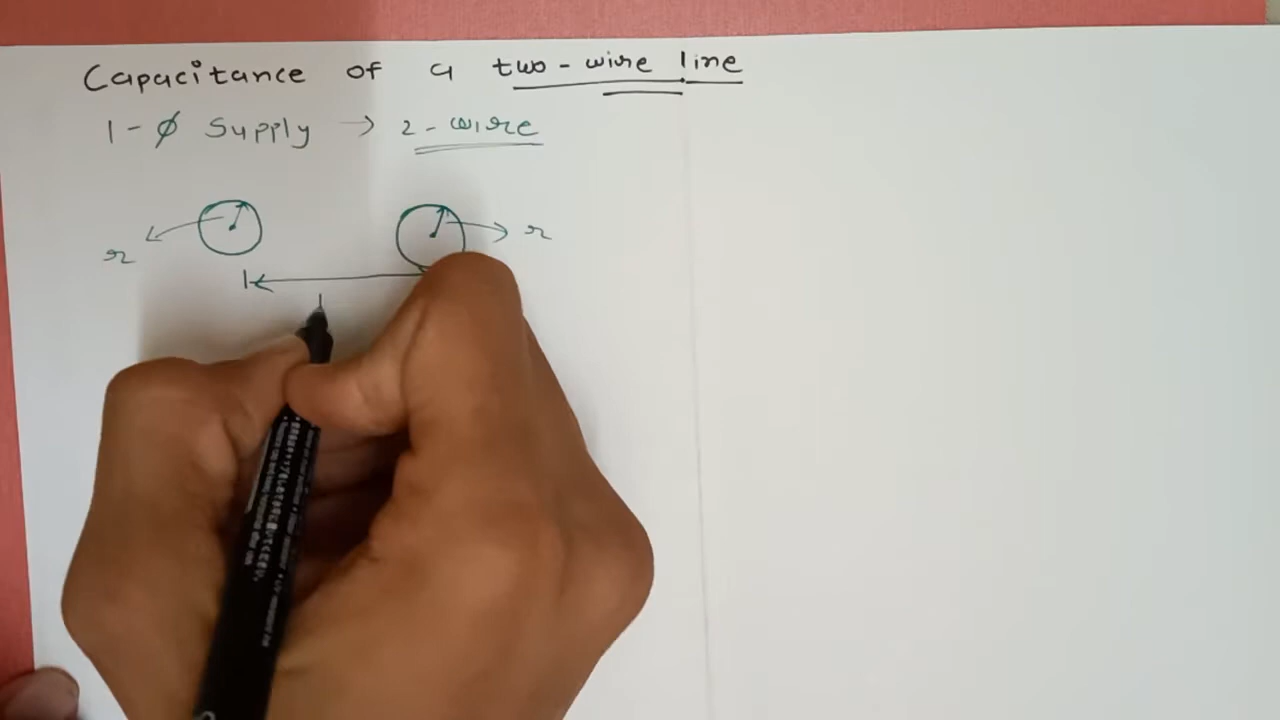 Capacitance of a two-wire line
1-ϕ Supply → 2-wire
r
r